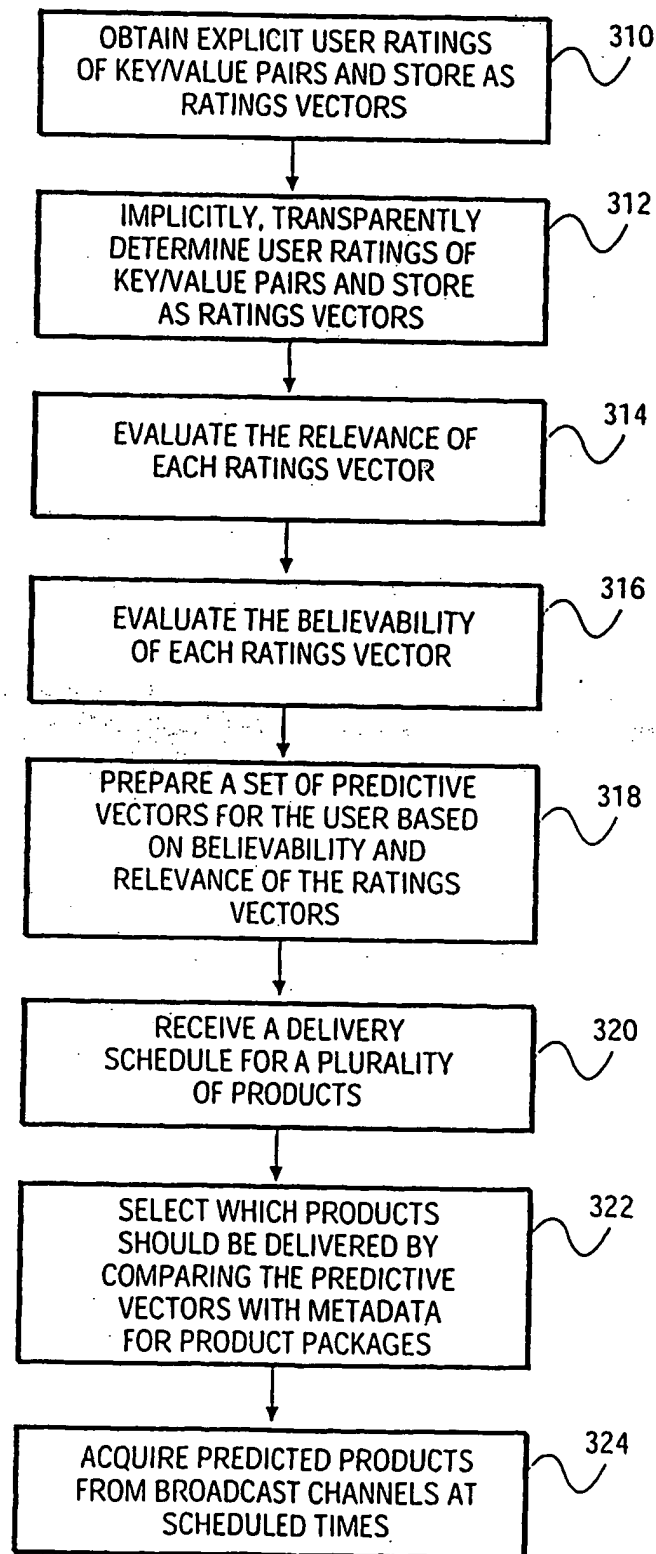 OBTAIN EXPLICIT USER RATINGS
OF KEY/VALUE PAIRS AND STORE AS
RATINGS VECTORS
310
IMPLICITLY, TRANSPARENTLY
DETERMINE USER RATINGS OF
KEY/VALUE PAIRS AND STORE
AS RATINGS VECTORS
312
EVALUATE THE RELEVANCE OF
EACH RATINGS VECTOR
314
EVALUATE THE BELIEVABILITY
OF EACH RATINGS VECTOR
316
PREPARE A SET OF PREDICTIVE
VECTORS FOR THE USER BASED
ON BELIEVABILITY AND
RELEVANCE OF THE RATINGS
VECTORS
318
RECEIVE A DELIVERY
SCHEDULE FOR A PLURALITY
OF PRODUCTS
320
SELECT WHICH PRODUCTS
SHOULD BE DELIVERED BY
COMPARING THE PREDICTIVE
VECTORS WITH METADATA
FOR PRODUCT PACKAGES
322
ACQUIRE PREDICTED PRODUCTS
FROM BROADCAST CHANNELS AT
SCHEDULED TIMES
324